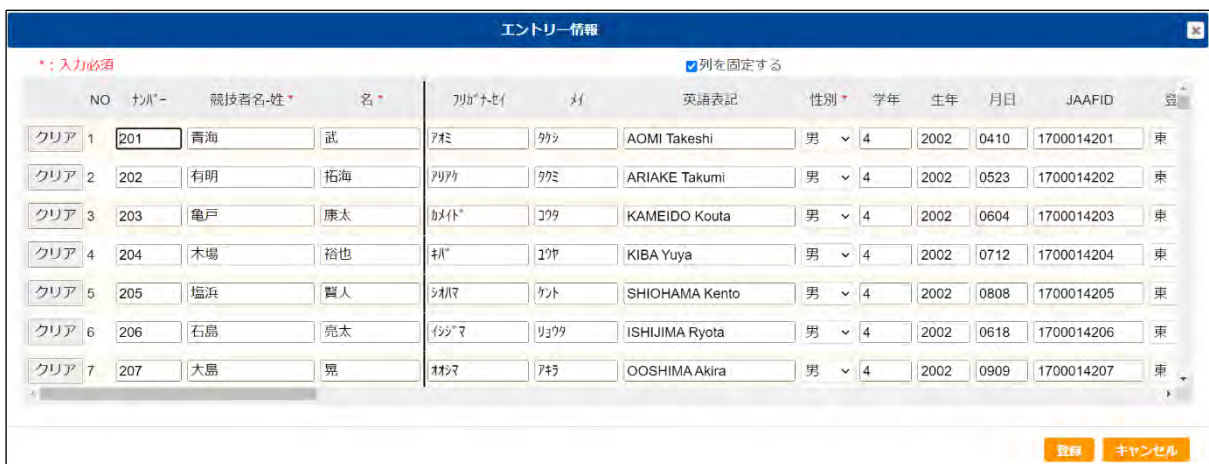 エントリー情報
*：入力必須 列を固定する
NO ﾅﾝﾊﾞｰ 競技者名-姓 * 名 * ﾌﾘｶﾞﾅ-ｾｲ ﾒｲ 英語表記 性別 * 学年 生年 月日 JAAFID 登
クリア 1 201 青海 武 ｱｵﾐ ﾀｹｼ AOMI Takeshi 男 4 2002 0410 1700014201 東
クリア 2 202 有明 拓海 ｱﾘｱｹ ﾀｸﾐ ARIAKE Takumi 男 4 2002 0523 1700014202 東
クリア 3 203 亀戸 康太 ｶﾒｲﾄﾞ ｺｳﾀ KAMEIDO Kouta 男 4 2002 0604 1700014203 東
クリア 4 204 木場 裕也 ｷﾊﾞ ﾕｳﾔ KIBA Yuya 男 4 2002 0712 1700014204 東
クリア 5 205 塩浜 賢人 ｼｵﾊﾏ ｹﾝﾄ SHIOHAMA Kento 男 4 2002 0808 1700014205 東
クリア 6 206 石島 亮太 ｲｼｼﾞﾏ ﾘｮｳﾀ ISHIJIMA Ryota 男 4 2002 0618 1700014206 東
クリア 7 207 大島 晃 ｵｵｼﾏ ｱｷﾗ OOSHIMA Akira 男 4 2002 0909 1700014207 東
登録 キャンセル